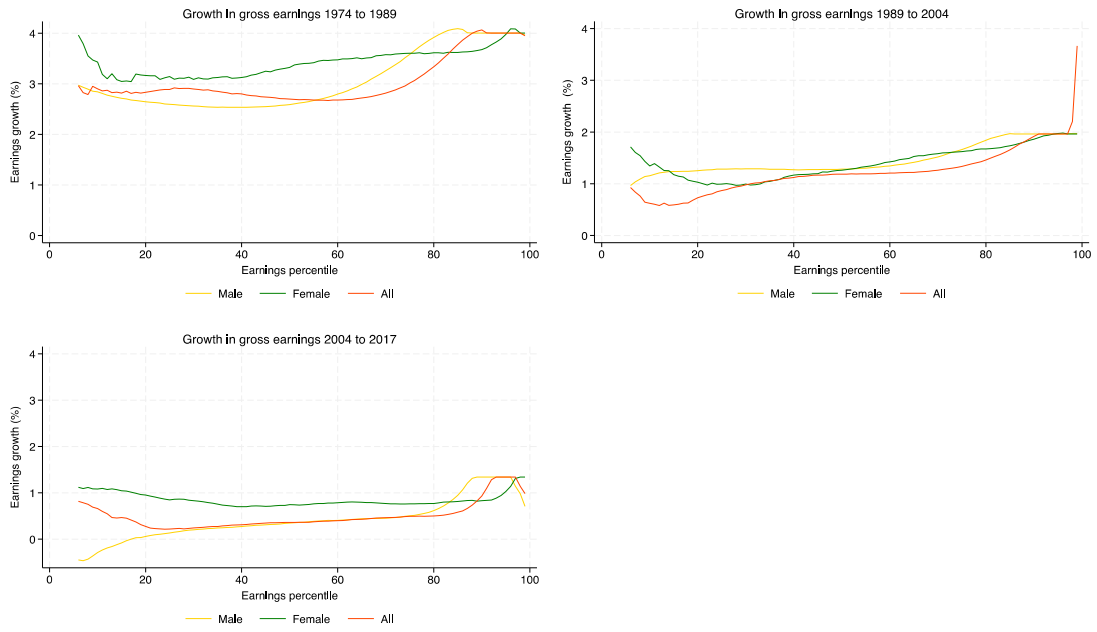 Growth in gross earnings 1974 to 1989
4
3
2
1
0
Earnings growth (%)
0 20 40 60 80 100
Earnings percentile
Male Female All
Growth in gross earnings 1989 to 2004
4
3
2
1
0
Earnings growth (%)
0 20 40 60 80 100
Earnings percentile
Male Female All
Growth in gross earnings 2004 to 2017
4
3
2
1
0
Earnings growth (%)
0 20 40 60 80 100
Earnings percentile
Male Female All